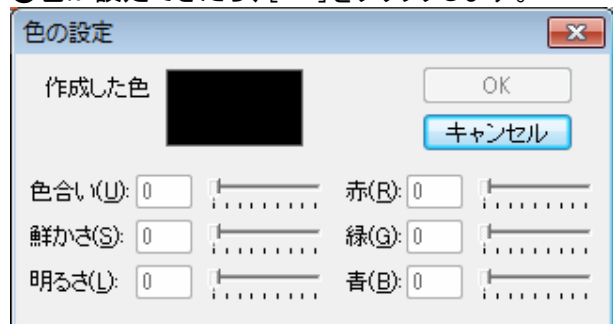 色の設定
作成した色
OK
キャンセル
色合い(U): 0 赤(R): 0
鮮かさ(S): 0 緑(G): 0
明るさ(L): 0 青(B): 0